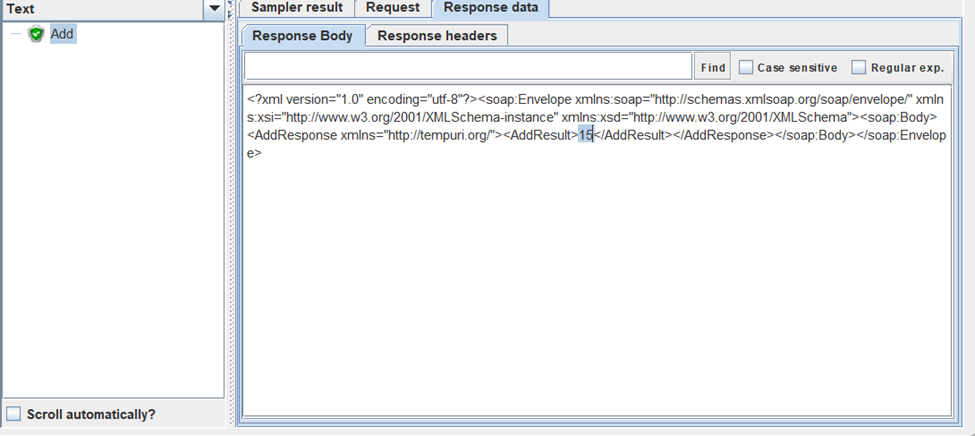 Text
Sampler result Request Response data
Add
Response Body Response headers
Find Case sensitive Regular exp.
<?xml version="1.0" encoding="utf-8"?><soap:Envelope xmlns:soap="http://schemas.xmlsoap.org/soap/envelope/" xmln
s:xsi="http://www.w3.org/2001/XMLSchema-instance" xmlns:xsd="http://www.w3.org/2001/XMLSchema"><soap:Body>
<AddResponse xmlns="http://tempuri.org/"><AddResult>15</AddResult></AddResponse></soap:Body></soap:Envelop
e>
Scroll automatically?